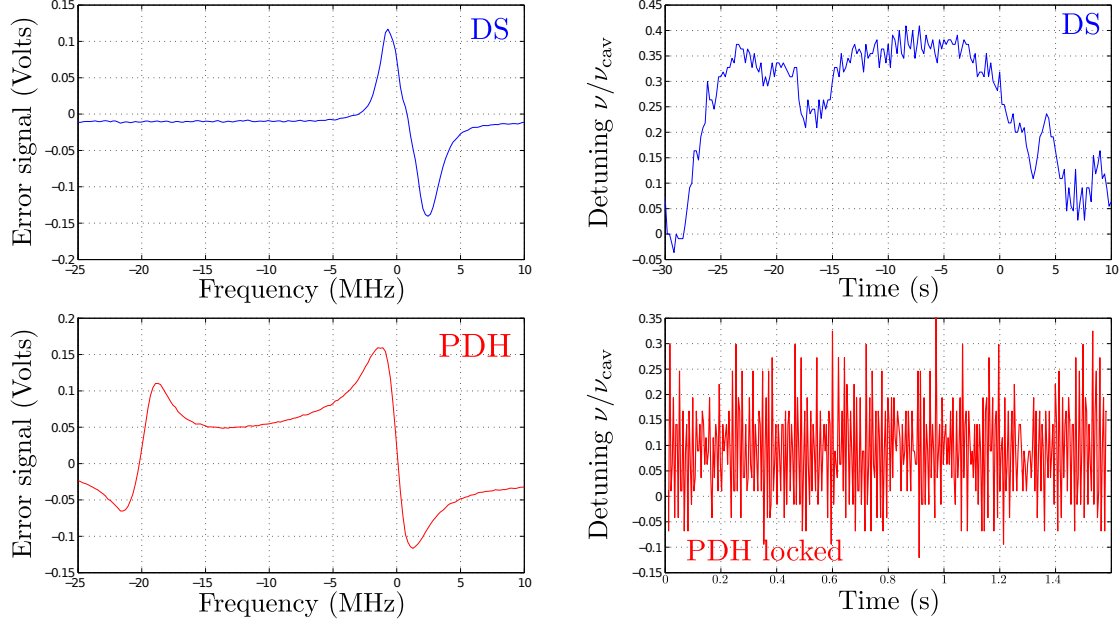 DS
Error signal (Volts)
0.15
0.1
0.05
0
−0.05
−0.1
−0.15
−0.2
−25 −20 −15 −10 −5 0 5 10
Frequency (MHz)
DS
Detuning ν/νcav
0.45
0.4
0.35
0.3
0.25
0.2
0.15
0.1
0.05
0
−0.05
−30 −25 −20 −15 −10 −5 0 5 10
Time (s)
PDH
Error signal (Volts)
0.2
0.15
0.1
0.05
0
−0.05
−0.1
−0.15
−25 −20 −15 −10 −5 0 5 10
Frequency (MHz)
Detuning ν/νcav
0.35
0.3
0.25
0.2
0.15
0.1
0.05
0
−0.05
−0.1
−0.15
PDH locked
0 0.2 0.4 0.6 0.8 1 1.2 1.4
Time (s)